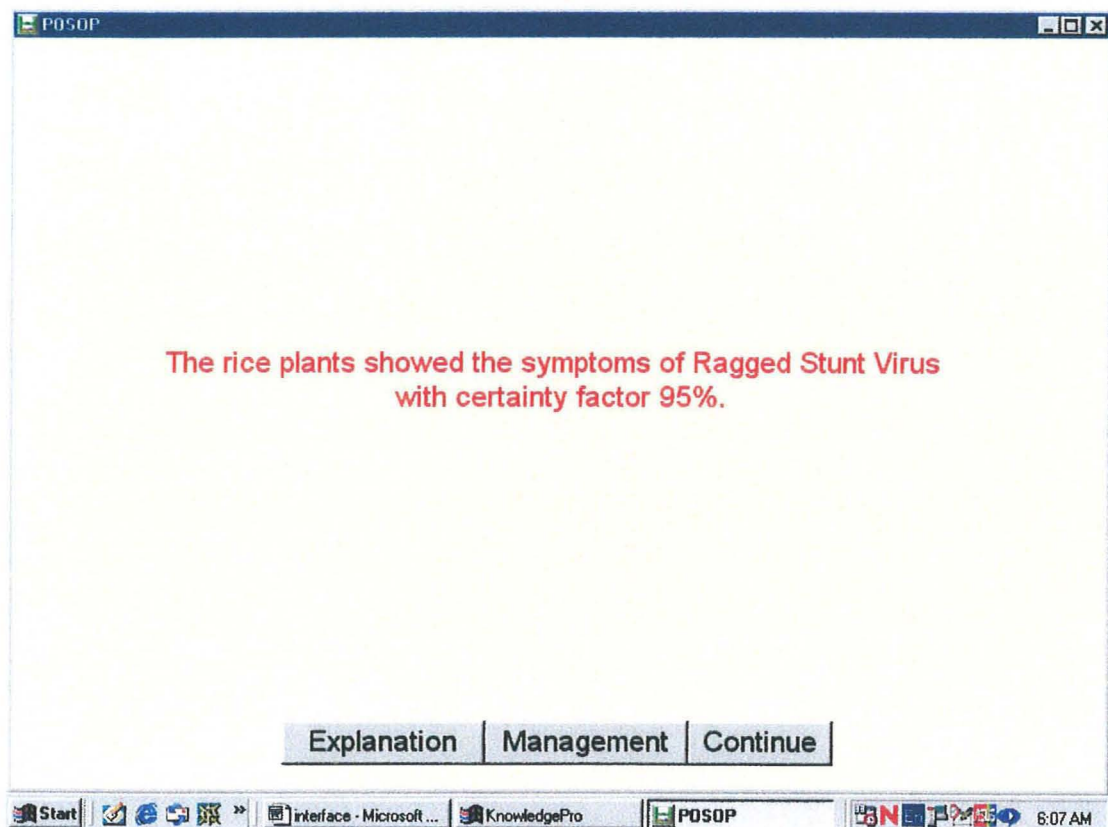 POSOP
The rice plants showed the symptoms of Ragged Stunt Virus
with certainty factor 95%.
Explanation Management Continue
Start » interface - Microsoft ... KnowledgePro POSOP N 6:07 AM